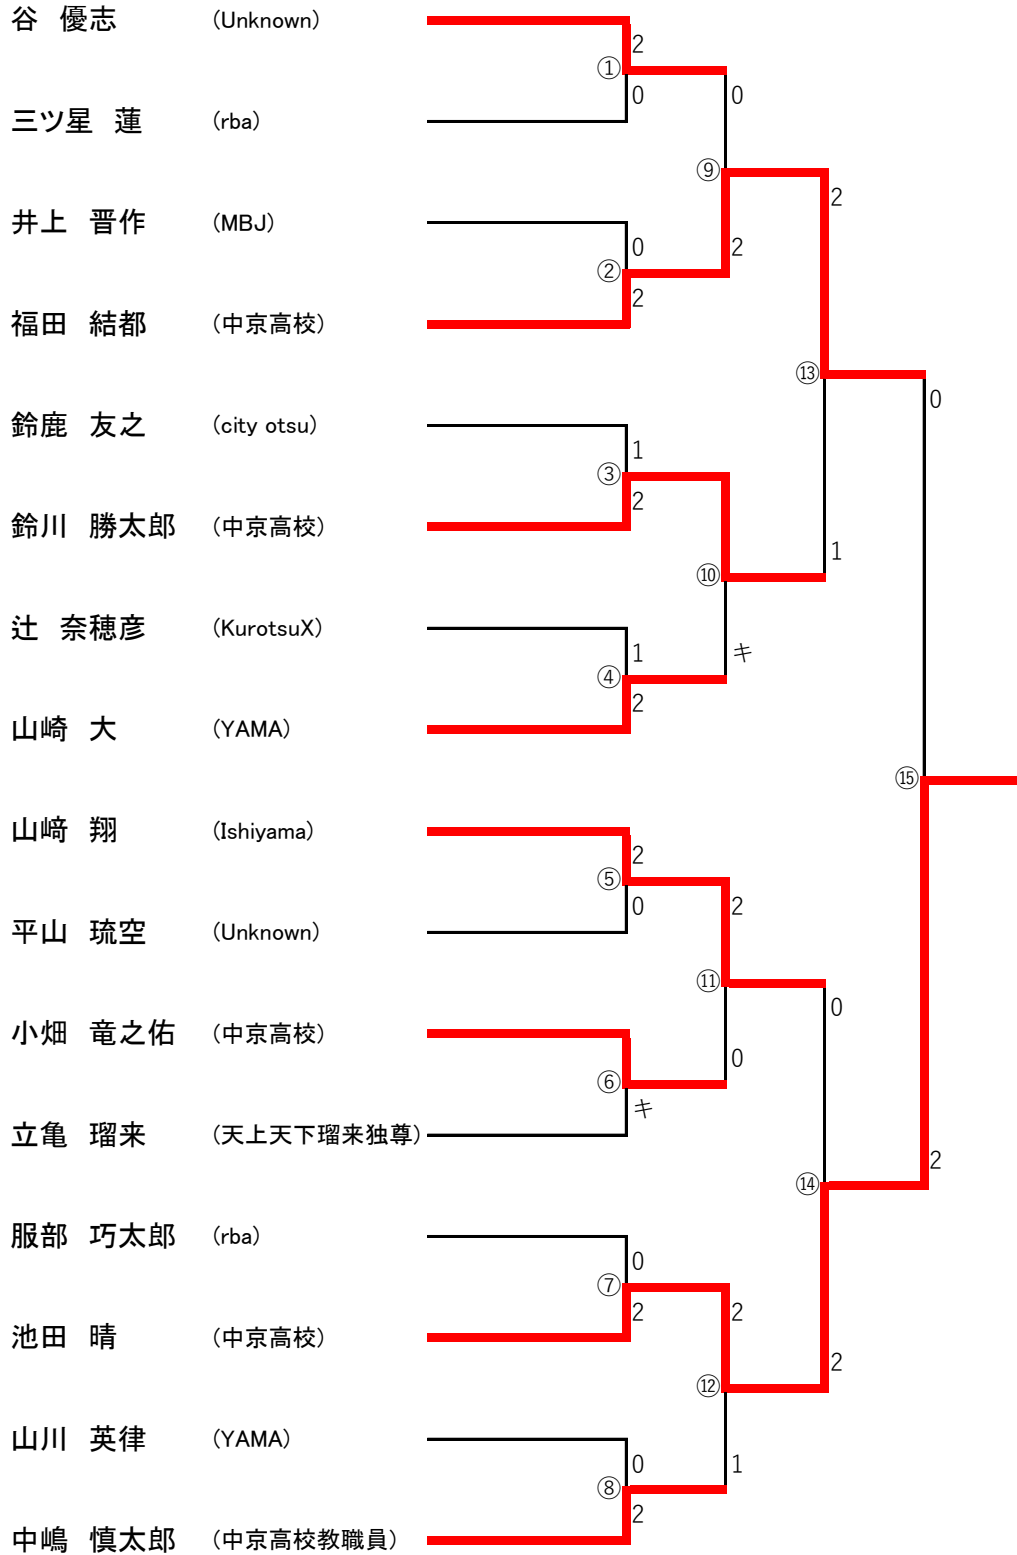 谷 優志 (Unknown)
2
①
0
0
三ツ星 蓮 (rba)
⑨
2
井上 晋作 (MBJ)
0
2
②
2
福田 結都 (中京高校)
⑬
0
鈴鹿 友之 (city otsu)
1
③
2
鈴川 勝太郎 (中京高校)
1
⑩
辻 奈穂彦 (KurotsuX)
1
キ
④
2
山崎 大 (YAMA)
⑮
山﨑 翔 (Ishiyama)
2
⑤
0
2
平山 琉空 (Unknown)
⑪
0
小畑 竜之佑 (中京高校)
0
⑥
キ
立亀 瑠来 (天上天下瑠来独尊)
2
⑭
服部 巧太郎 (rba)
0
⑦
2
2
池田 晴 (中京高校)
2
⑫
山川 英律 (YAMA)
0
1
⑧
2
中嶋 慎太郎 (中京高校教職員)